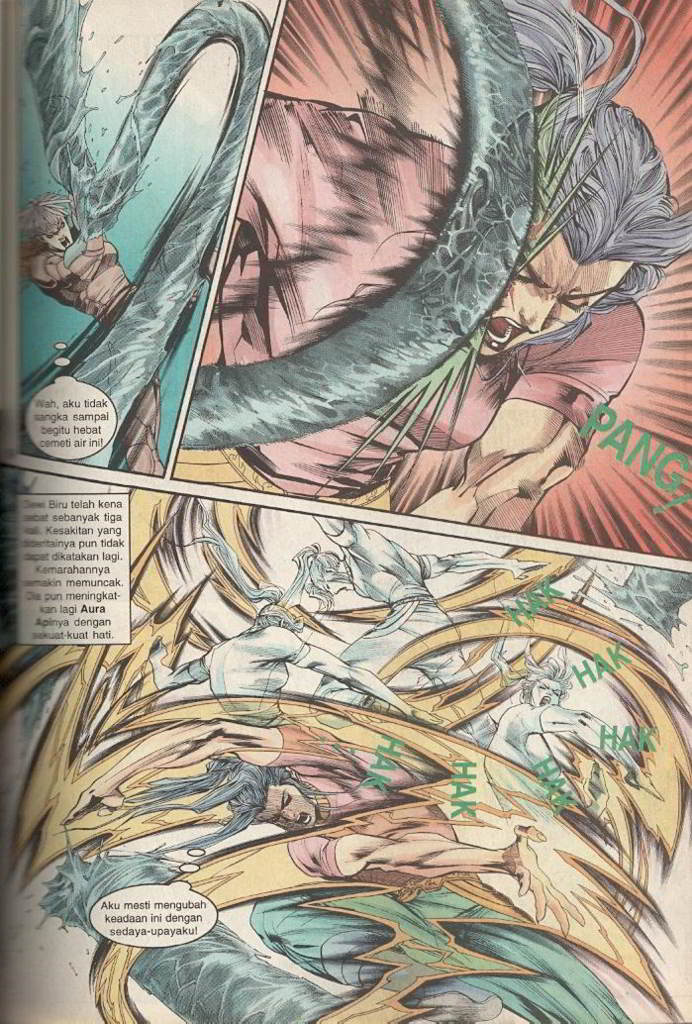 Wah, aku tidak
sangka sampai
begitu hebat
cemeti air ini!
PANG
Dewi Biru telah kena
sebat sebanyak tiga
kali. Kesakitan yang
dideritainya pun tidak
dapat dikatakan lagi.
Kemarahannya
semakin memuncak.
Dia pun meningkat-
kan lagi Aura
Apinya dengan
sekuat-kuat hati.
HAK
HAK
HAK
HAK
HAK
HAK
Aku mesti mengubah
keadaan ini dengan
sedaya-upayaku!